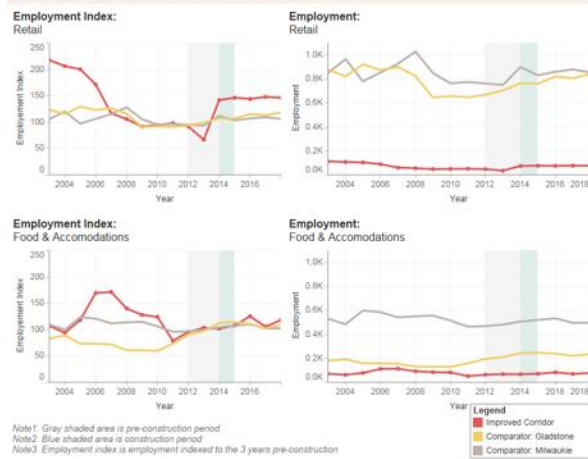 Employment Index:
Retail
250
200
150
100
50
0
Employement Index
2004 2006 2008 2010 2012 2014 2016
Year
Employment:
Retail
1.0K
0.8K
0.6K
0.4K
0.2K
0.0K
Employment
2004 2006 2008 2010 2012 2014 2016 2018
Year
Employment Index:
Food & Accomodations
250
200
150
100
50
0
Employement Index
2004 2006 2008 2010 2012 2014 2016
Year
Employment:
Food & Accomodations
1.0K
0.8K
0.6K
0.4K
0.2K
0.0K
Employment
2004 2006 2008 2010 2012 2014 2016 2018
Year
Note1. Gray shaded area is pre-construction period
Note2. Blue shaded area is construction period
Note3. Employment index is employment indexed to the 3 years pre-construction
Legend
Improved Corridor
Comparator: Gladstone
Comparator: Milwaukie